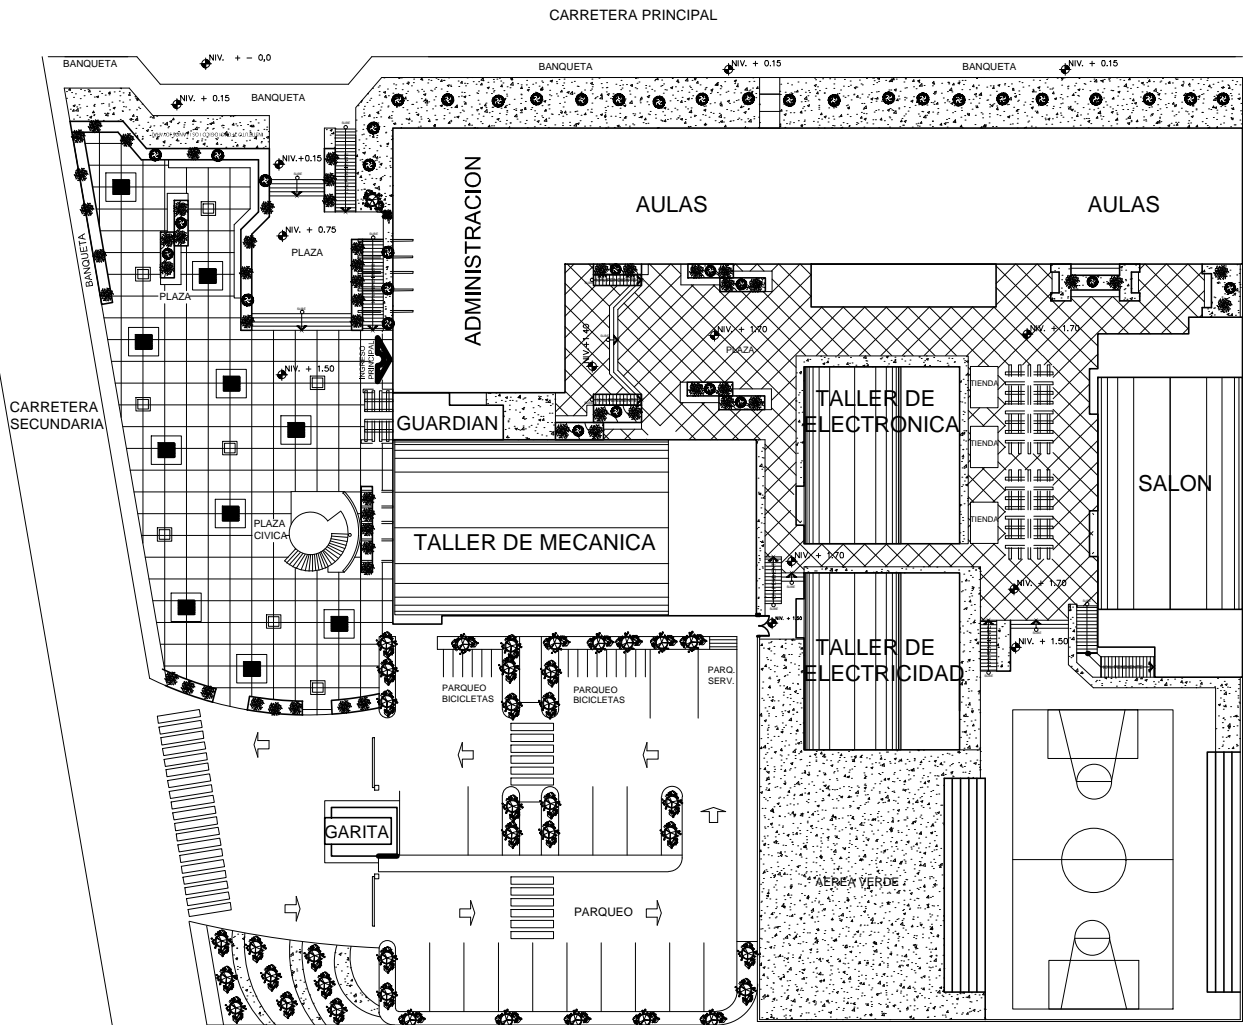 CARRETERA PRINCIPAL
BANQUETA
NIV. + - 0,0
BANQUETA
NIV. + 0.15
BANQUETA
NIV. + 0.15
NIV. + 0.15
BANQUETA
NIV.+0.15
ADMINISTRACION
AULAS
AULAS
NIV. + 0.75
PLAZA
BANQUETA
PLAZA
NIV.+1.40
NIV. + 1.70
PLAZA
NIV. + 1.70
INGRESO
PRINCIPAL
NIV. + 1.50
CARRETERA
SECUNDARIA
GUARDIAN
TALLER DE
ELECTRONICA
TIENDA
TIENDA
TIENDA
SALON
PLAZA
CIVICA
TALLER DE MECANICA
NIV. + 1.70
NIV. + 1.70
NIV. + 1.50
TALLER DE
ELECTRICIDAD
PARQUEO
BICICLETAS
PARQUEO
BICICLETAS
PARQ.
SERV.
GARITA
AEREA VERDE
PARQUEO